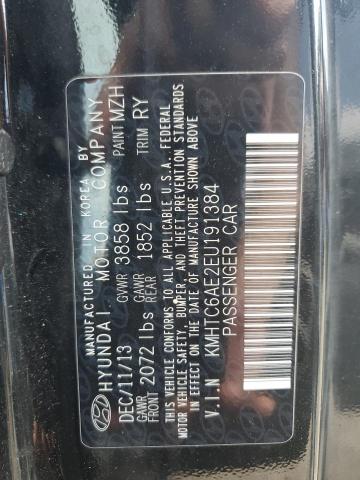 MANUFACTURED IN KOREA BY
HYUNDAI MOTOR COMPANY
DEC/11/13 GVWR 3858 lbs PAINT MZH
GAWR FRONT 2072 lbs GAWR REAR 1852 lbs TRIM RY
THIS VEHICLE CONFORMS TO ALL APPLICABLE U.S.A. FEDERAL
MOTOR VEHICLE SAFETY, BUMPER, AND THEFT PREVENTION STANDARDS
IN EFFECT ON THE DATE OF MANUFACTURE SHOWN ABOVE
V.I.N KMHTC6AE2EU191384
PASSENGER CAR